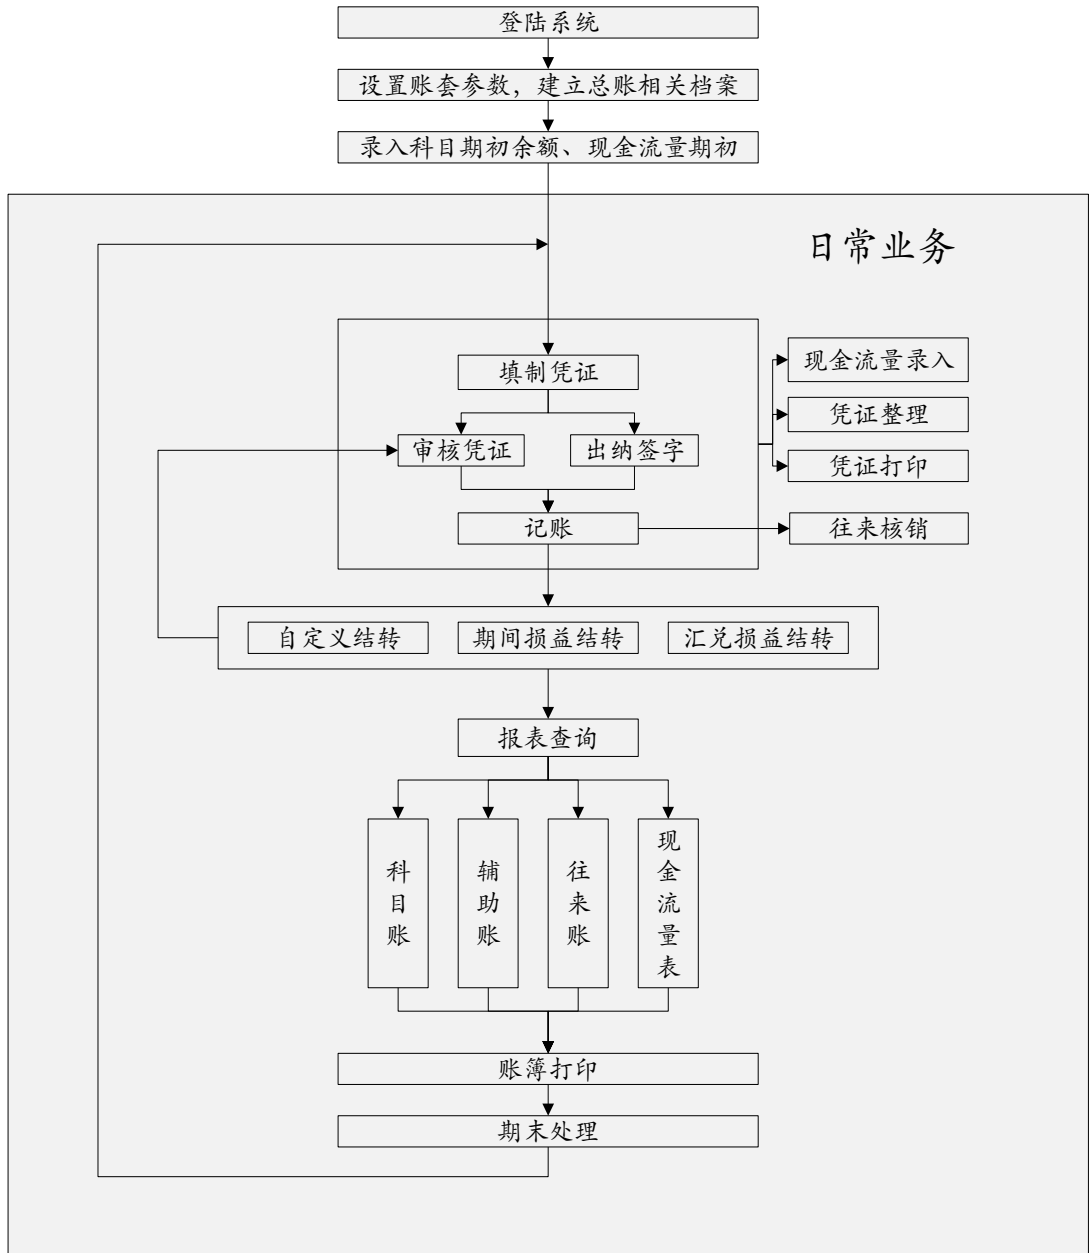 登陆系统
设置账套参数，建立总账相关档案
录入科目期初余额、现金流量期初
日常业务
填制凭证
现金流量录入
凭证整理
审核凭证
出纳签字
凭证打印
记账
往来核销
自定义结转
期间损益结转
汇兑损益结转
报表查询
科目账
辅助账
往来账
现金流量表
账簿打印
期末处理